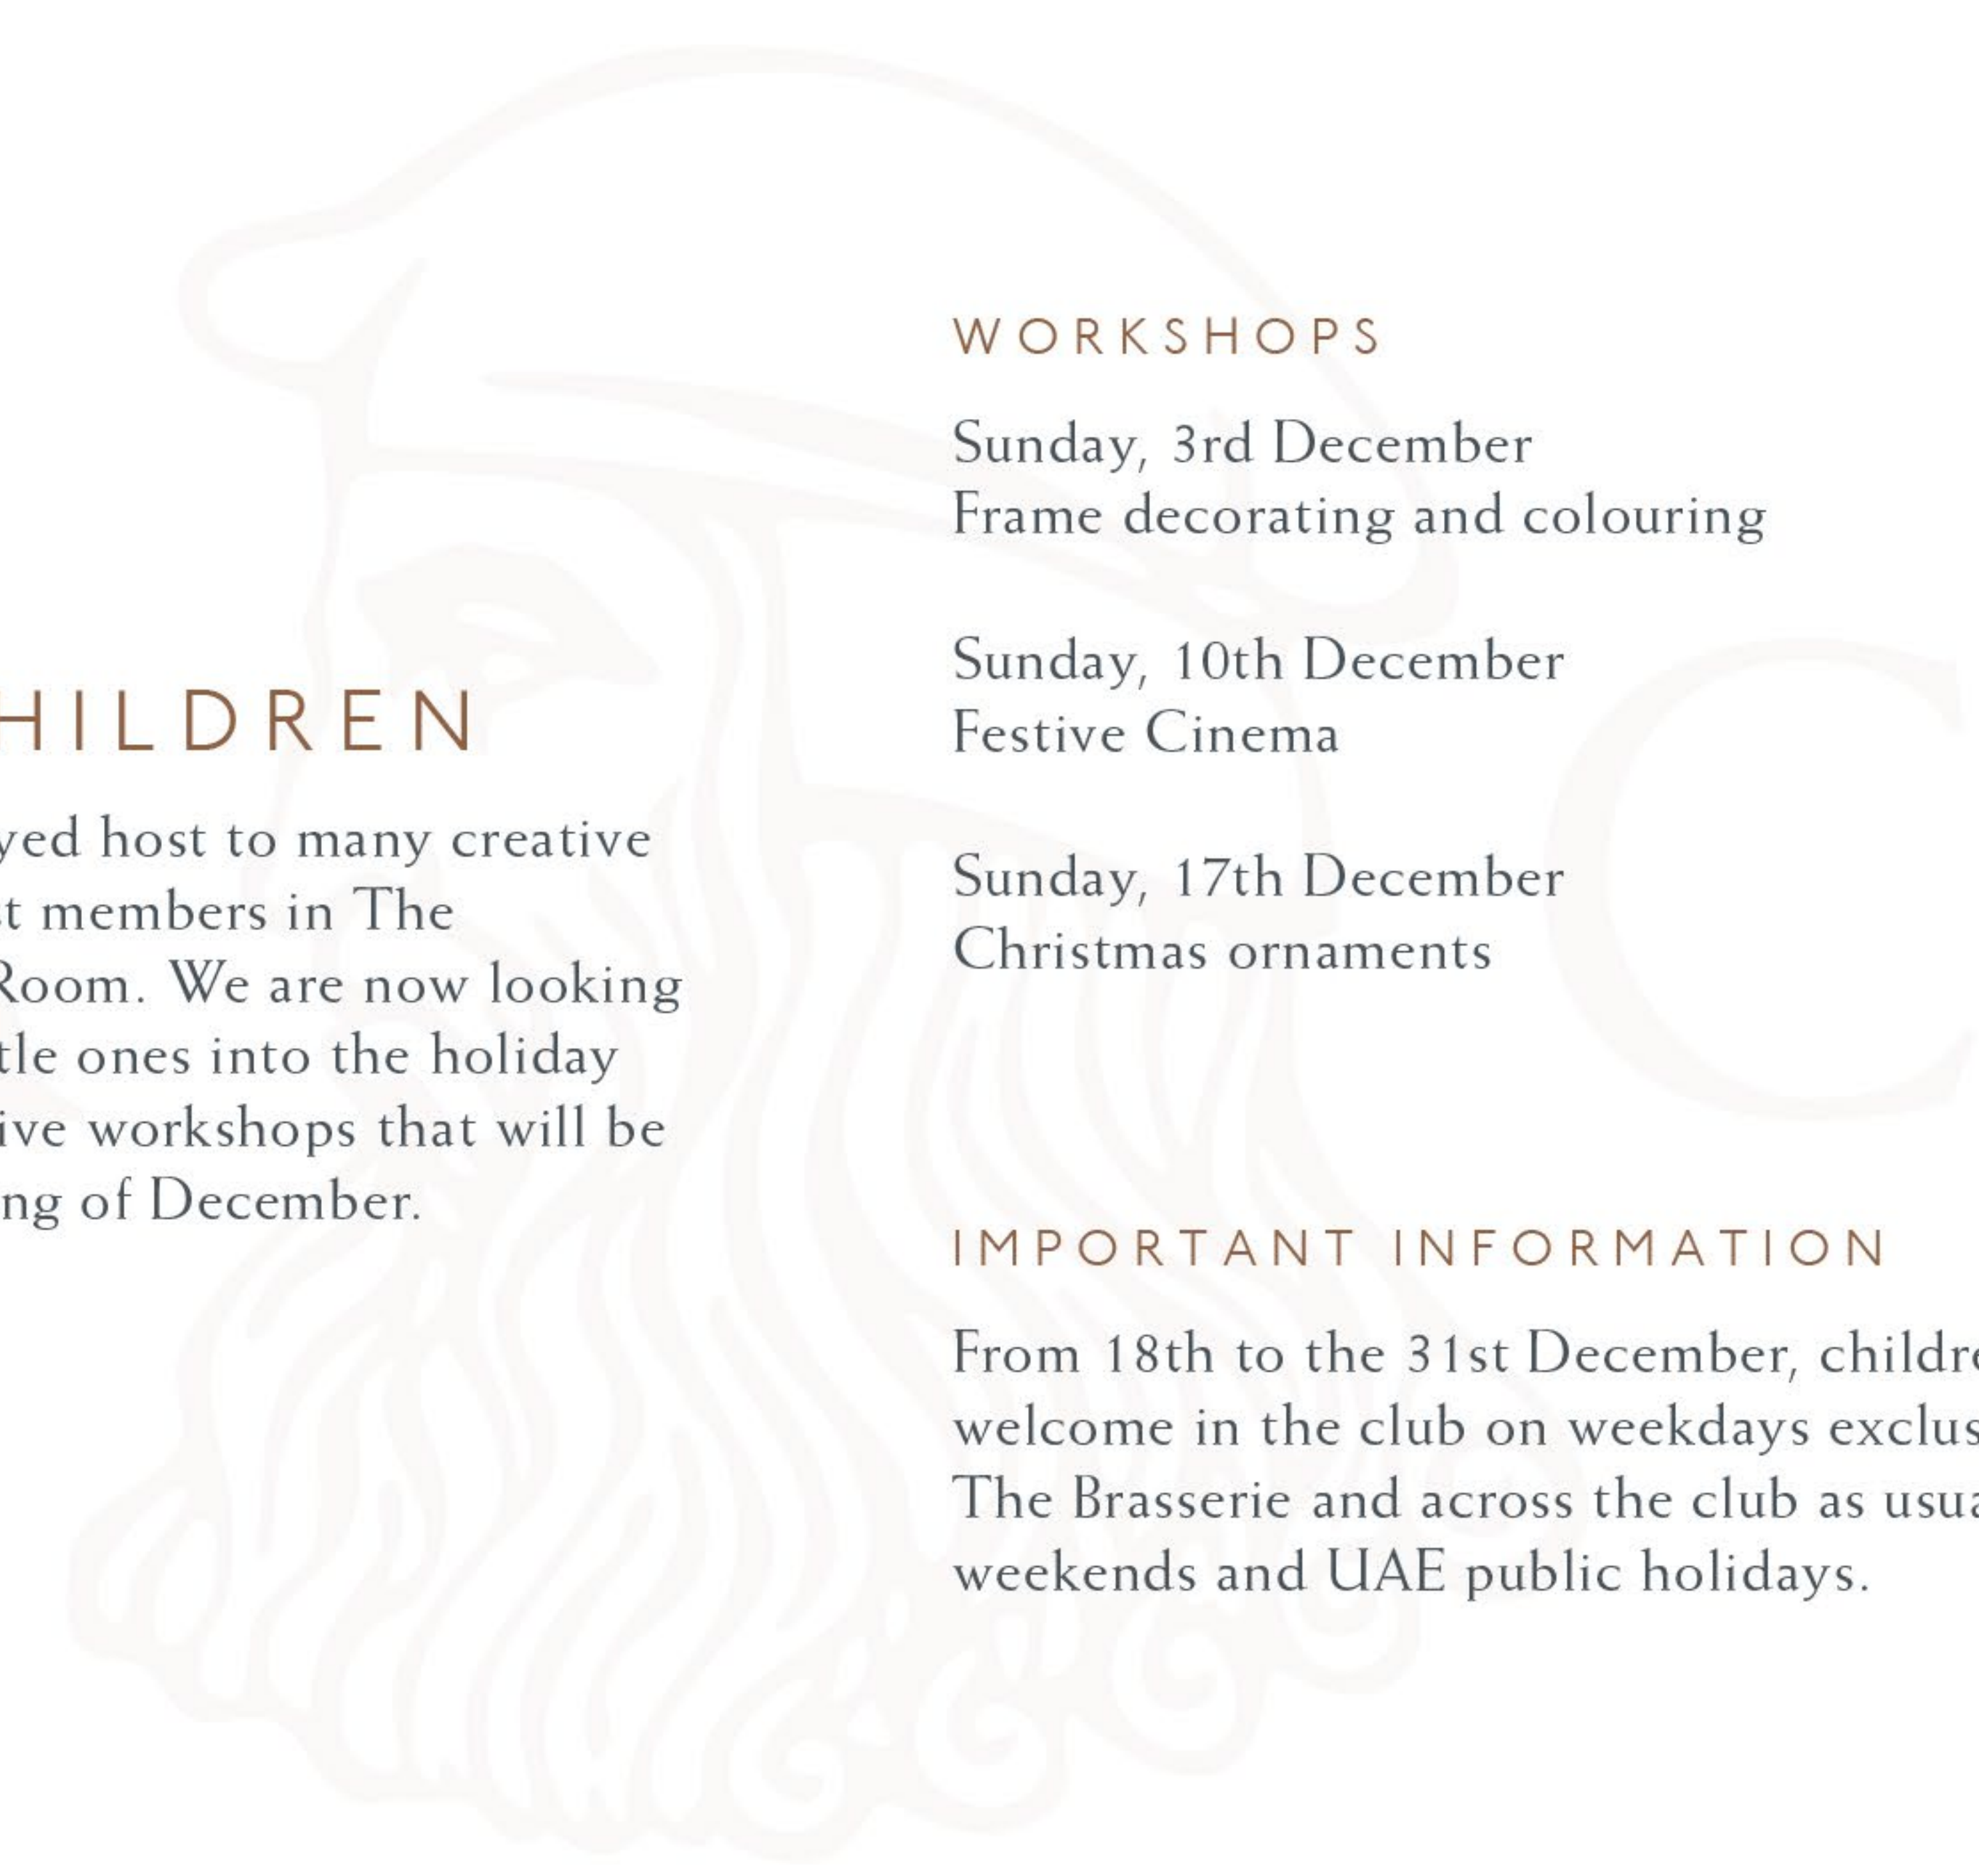 HILDREN
yed host to many creative
st members in The
Room. We are now looking
tle ones into the holiday
ive workshops that will be
ng of December.
WORKSHOPS
Sunday, 3rd December
Frame decorating and colouring
Sunday, 10th December
Festive Cinema
Sunday, 17th December
Christmas ornaments
IMPORTANT INFORMATION
From 18th to the 31st December, childre
welcome in the club on weekdays exclus
The Brasserie and across the club as usua
weekends and UAE public holidays.
C